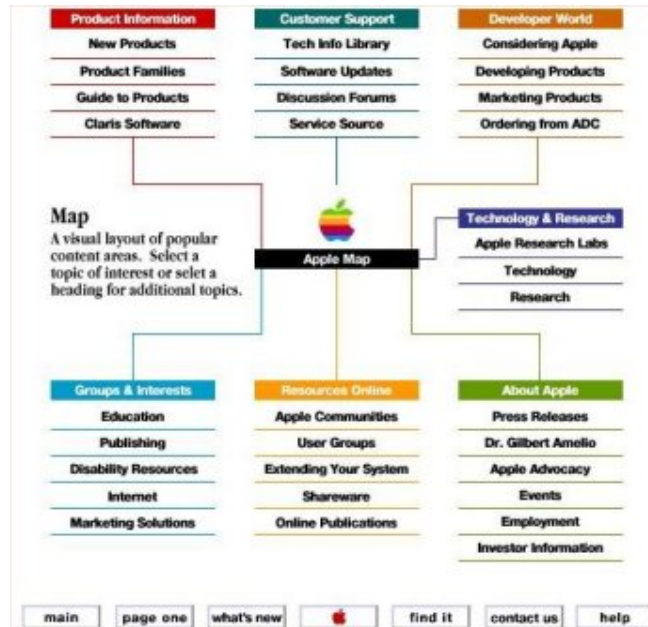 Product Information
New Products
Product Families
Guide to Products
Claris Software
Customer Support
Tech Info Library
Software Updates
Discussion Forums
Service Source
Developer World
Considering Apple
Developing Products
Marketing Products
Ordering from ADC
Map
A visual layout of popular
content areas. Select a
topic of interest or selet a
heading for additional topics.
Apple Map
Technology & Research
Apple Research Labs
Technology
Research
Groups & Interests
Education
Publishing
Disability Resources
Internet
Marketing Solutions
Resources Online
Apple Communities
User Groups
Extending Your System
Shareware
Online Publications
About Apple
Press Releases
Dr. Gilbert Amelio
Apple Advocacy
Events
Employment
Investor Information
main
page one
what's new
find it
contact us
help